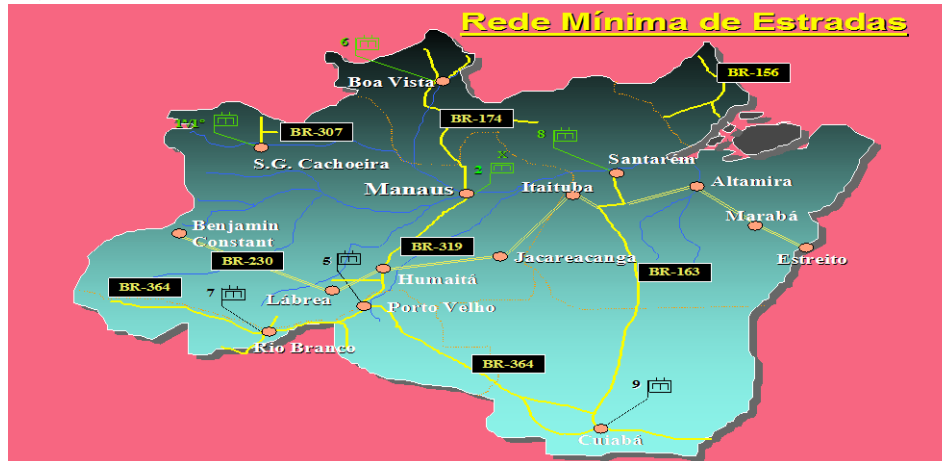 Rede Mínima de Estradas
6
Boa Vista
BR-156
1º/1º
BR-307
BR-174
8
S.G. Cachoeira
X
2
Santarém
Manaus
Itaituba
Altamira
Marabá
Benjamin
Constant
BR-319
5
BR-230
Jacareacanga
Estreito
BR-163
Humaitá
BR-364
7
Lábrea
Porto Velho
Rio Branco
BR-364
9
Cuiabá